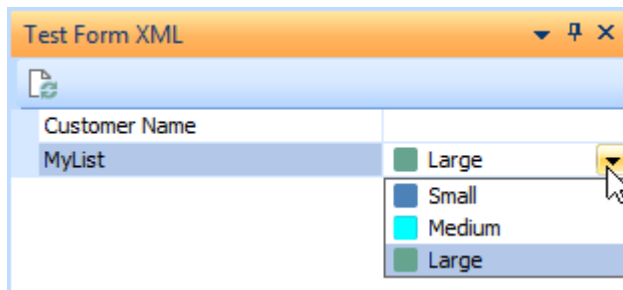 Test Form XML
Customer Name
MyList Large
Small
Medium
Large